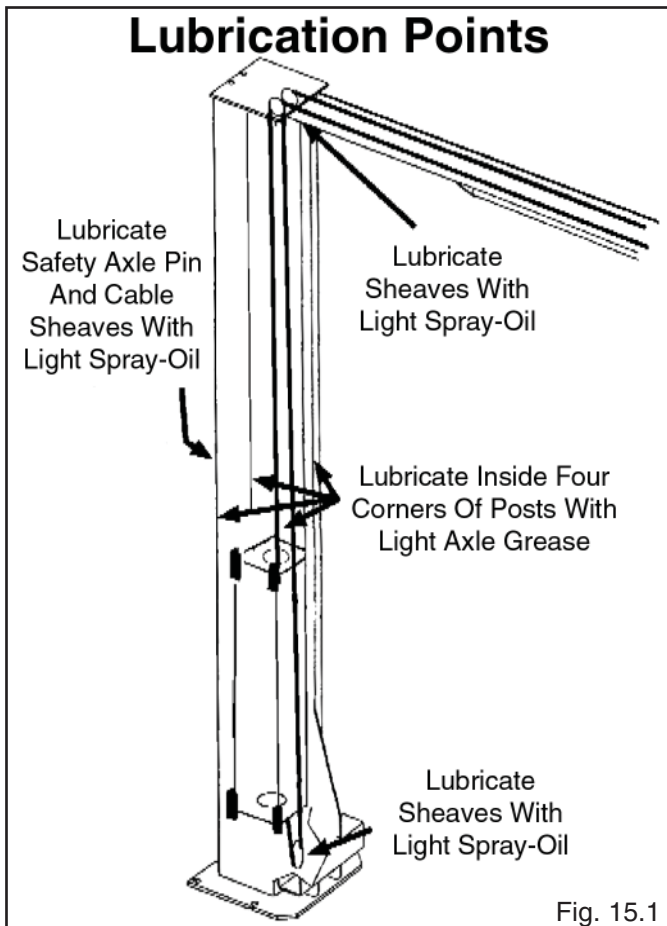 Lubrication Points
Lubricate
Safety Axle Pin
And Cable
Sheaves With
Light Spray-Oil
Lubricate
Sheaves With
Light Spray-Oil
Lubricate Inside Four
Corners Of Posts With
Light Axle Grease
Lubricate
Sheaves With
Light Spray-Oil
Fig. 15.1